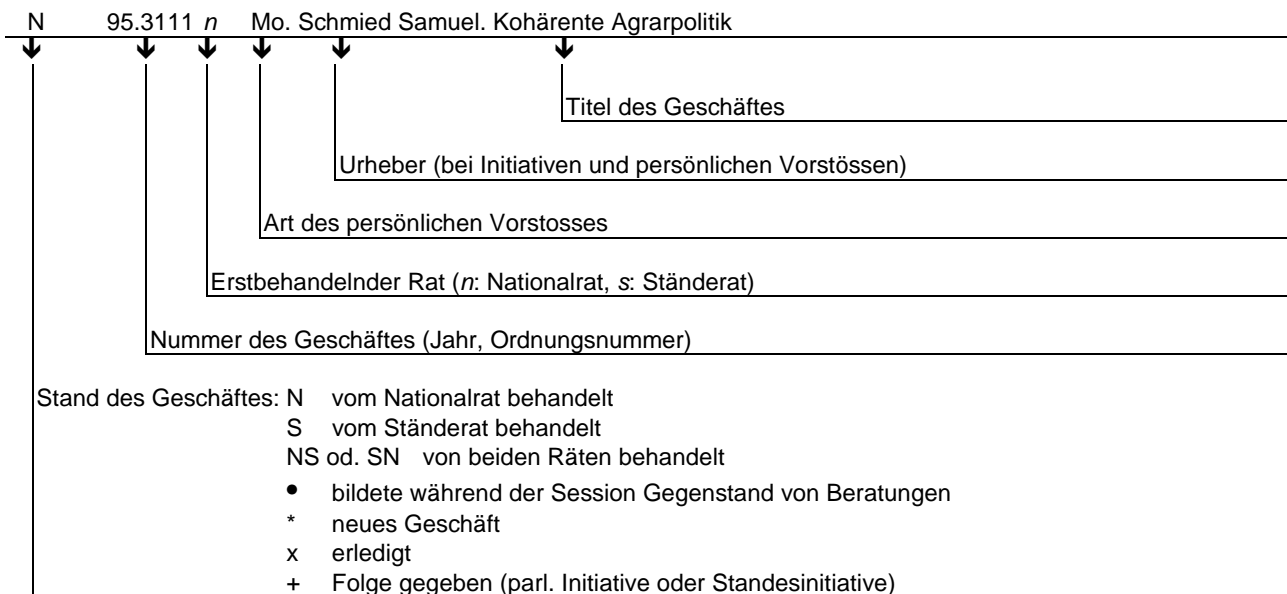 N 95.3111 n Mo. Schmied Samuel. Kohärente Agrarpolitik
Titel des Geschäftes
Urheber (bei Initiativen und persönlichen Vorstössen)
Art des persönlichen Vorstosses
Erstbehandelnder Rat (n: Nationalrat, s: Ständerat)
Nummer des Geschäftes (Jahr, Ordnungsnummer)
Stand des Geschäftes: N vom Nationalrat behandelt
S vom Ständerat behandelt
NS od. SN von beiden Räten behandelt
• bildete während der Session Gegenstand von Beratungen
* neues Geschäft
x erledigt
+ Folge gegeben (parl. Initiative oder Standesinitiative)